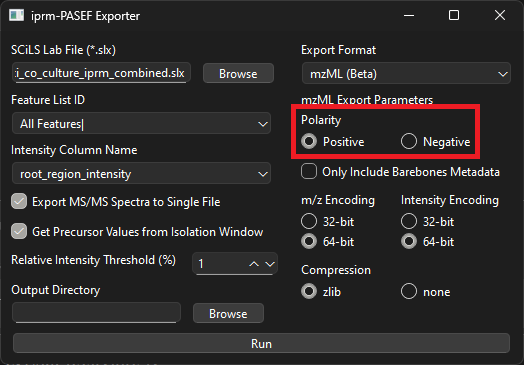 iprm-PASEF Exporter
SCiLS Lab File (*.slx)
:i_co_culture_iprm_combined.slx
Browse
Feature List ID
All Features
Intensity Column Name
root_region_intensity
Export MS/MS Spectra to Single File
Get Precursor Values from Isolation Window
Relative Intensity Threshold (%)
1
Output Directory
Browse
Export Format
mzML (Beta)
mzML Export Parameters
Polarity
Positive Negative
Only Include Barebones Metadata
m/z Encoding Intensity Encoding
32-bit 32-bit
64-bit 64-bit
Compression
zlib none
Run